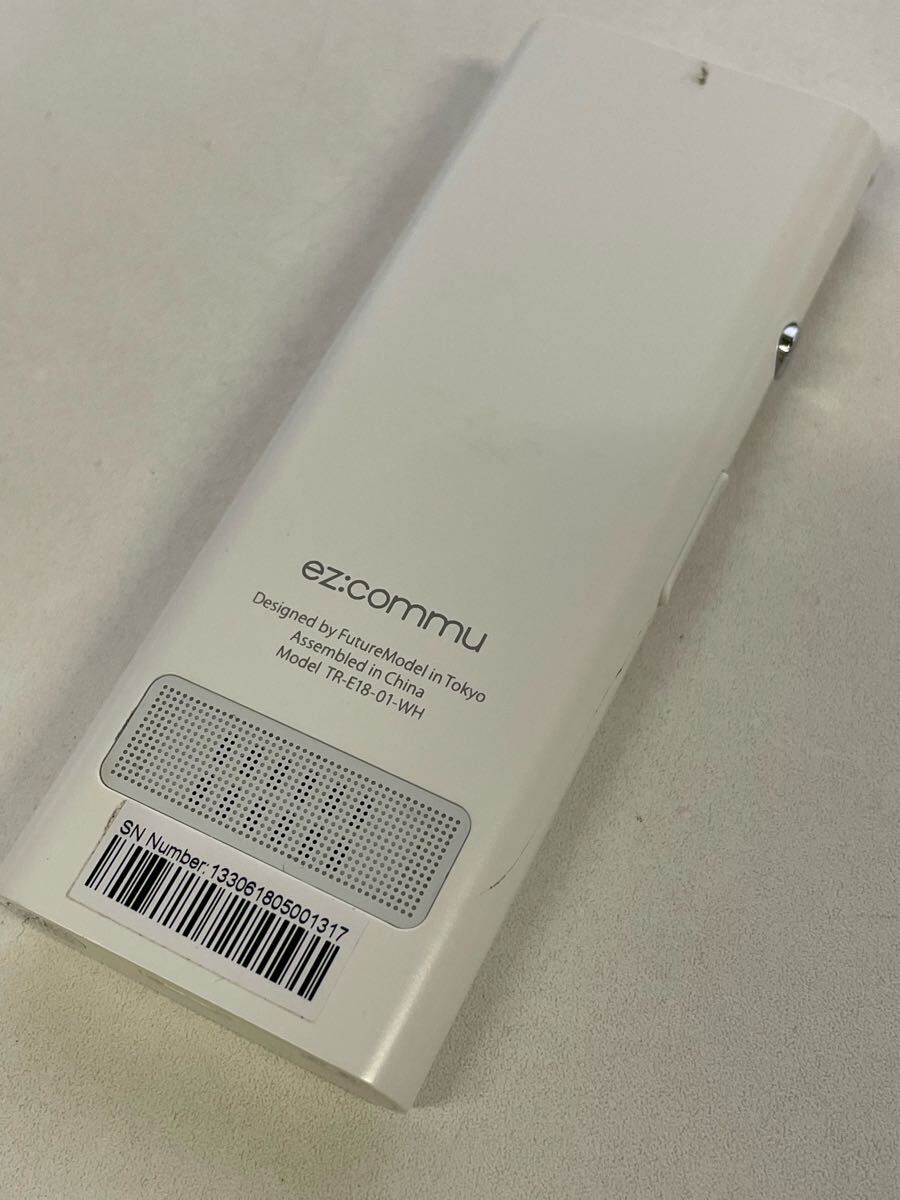 ez:commu
Designed by FutureModel in Tokyo
Assembled in China
Model TR-E18-01-WH
SN Number:133061805001317